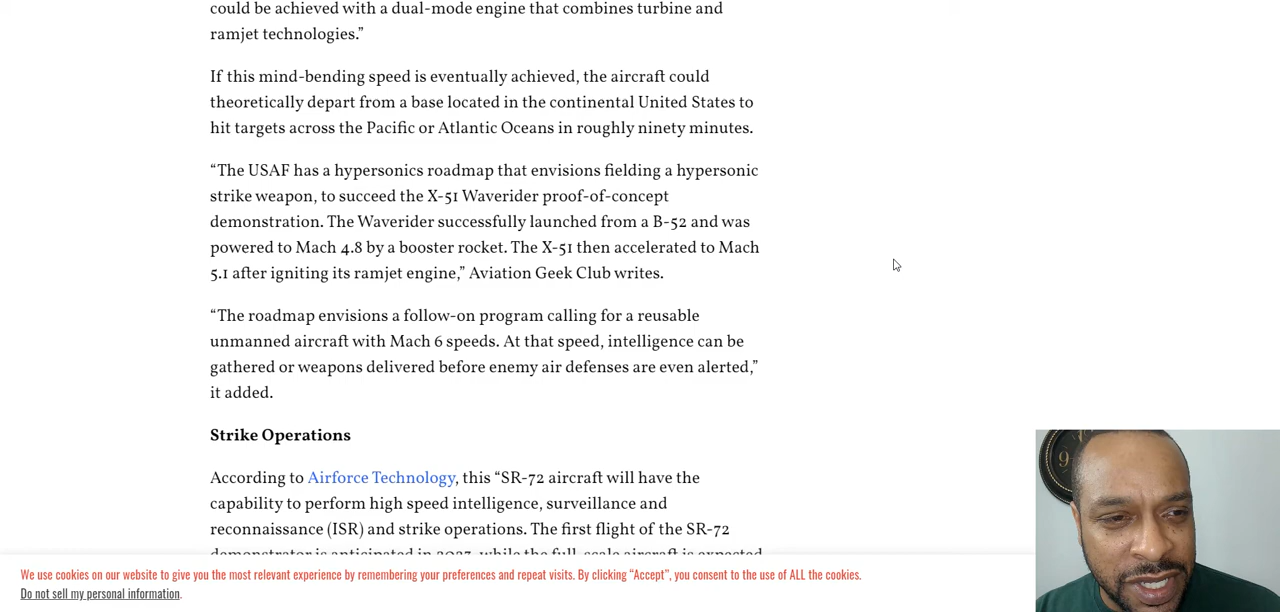 could be achieved with a dual-mode engine that combines turbine and
ramjet technologies.”
If this mind-bending speed is eventually achieved, the aircraft could
theoretically depart from a base located in the continental United States to
hit targets across the Pacific or Atlantic Oceans in roughly ninety minutes.
“The USAF has a hypersonics roadmap that envisions fielding a hypersonic
strike weapon, to succeed the X-51 Waverider proof-of-concept
demonstration. The Waverider successfully launched from a B-52 and was
powered to Mach 4.8 by a booster rocket. The X-51 then accelerated to Mach
5.1 after igniting its ramjet engine,” Aviation Geek Club writes.
“The roadmap envisions a follow-on program calling for a reusable
unmanned aircraft with Mach 6 speeds. At that speed, intelligence can be
gathered or weapons delivered before enemy air defenses are even alerted,”
it added.
Strike Operations
According to Airforce Technology, this “SR-72 aircraft will have the
capability to perform high speed intelligence, surveillance and
reconnaissance (ISR) and strike operations. The first flight of the SR-72
demonstrator is anticipated in 2023, while the full-scale aircraft is expected
We use cookies on our website to give you the most relevant experience by remembering your preferences and repeat visits. By clicking “Accept”, you consent to the use of ALL the cookies.
Do not sell my personal information.
9